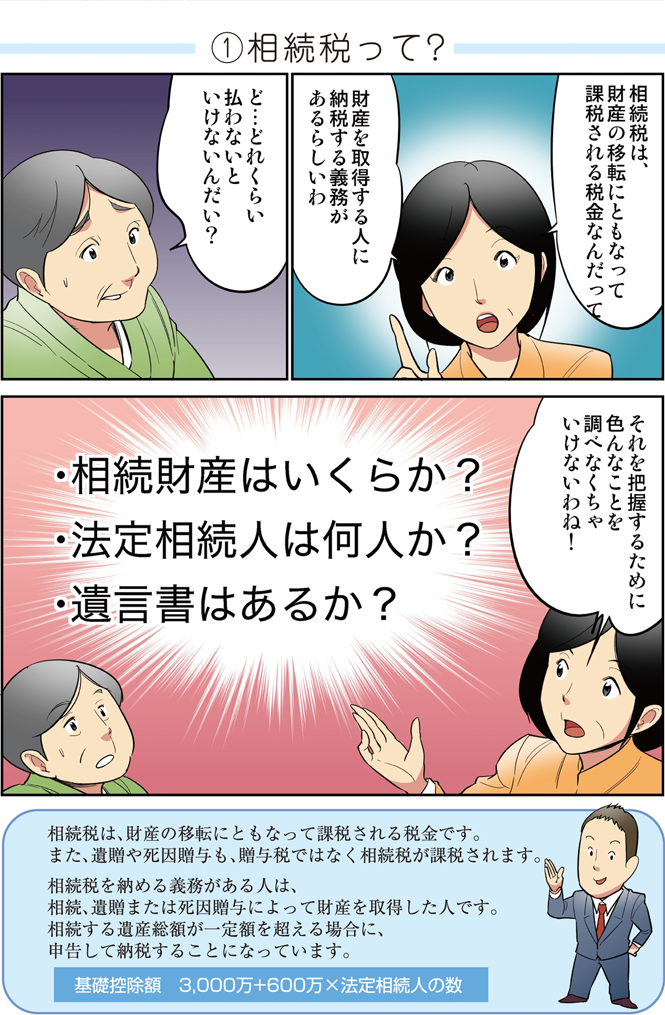 ①相続税って？
相続税は、
財産の移転にともなって
課税される税金なんだって
財産を取得する人に
納税する義務が
あるらしいわ
ど…どれくらい
払わないと
いけないんだい？
それを把握するために
色んなことを
調べなくちゃ
いけないわね！
・相続財産はいくらか？
・法定相続人は何人か？
・遺言書はあるか？
相続税は、財産の移転にともなって課税される税金です。
また、遺贈や死因贈与も、贈与税ではなく相続税が課税されます。
相続税を納める義務がある人は、
相続、遺贈または死因贈与によって財産を取得した人です。
相続する遺産総額が一定額を超える場合に、
申告して納税することになっています。
基礎控除額　3,000万+600万×法定相続人の数